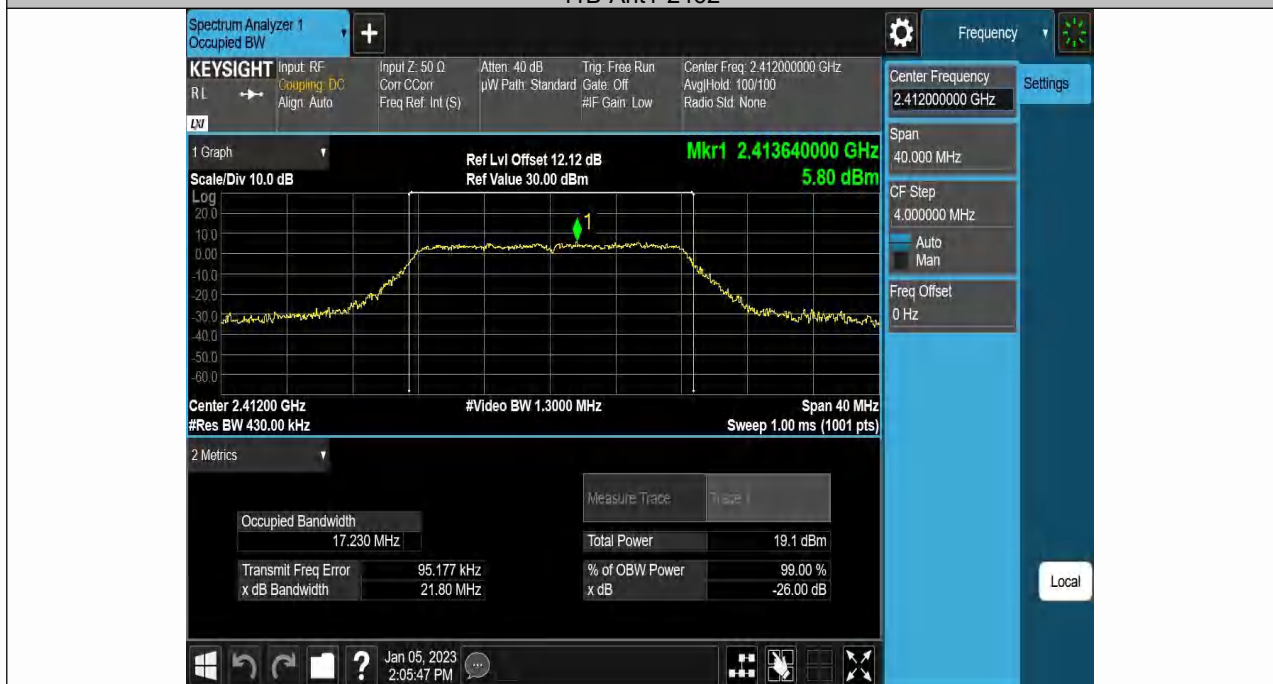 Spectrum Analyzer 1
Occupied BW
+
Frequency
KEYSIGHT Input: RF Input Z: 50 Ω Atten: 40 dB Trig: Free Run Center Freq: 2.412000000 GHz
RL Coupling: DC Corr CCorr µW Path: Standard Gate: Off Avg|Hold: 100/100
Align: Auto Freq Ref: Int (S) #IF Gain: Low Radio Std: None
LXI
Center Frequency
2.412000000 GHz
Settings
Span
40.000 MHz
CF Step
4.000000 MHz
Auto
Man
Freq Offset
0 Hz
Local
1 Graph
Scale/Div 10.0 dB
Ref Lvl Offset 12.12 dB
Ref Value 30.00 dBm
Mkr1 2.413640000 GHz
5.80 dBm
Log
20.0
10.0
0.00
-10.0
-20.0
-30.0
-40.0
-50.0
-60.0
1
Center 2.41200 GHz #Video BW 1.3000 MHz Span 40 MHz
#Res BW 430.00 kHz Sweep 1.00 ms (1001 pts)
2 Metrics
Measure Trace Trace 1
Occupied Bandwidth
17.230 MHz
Total Power 19.1 dBm
Transmit Freq Error 95.177 kHz % of OBW Power 99.00 %
x dB Bandwidth 21.80 MHz x dB -26.00 dB
?
Jan 05, 2023
2:05:47 PM